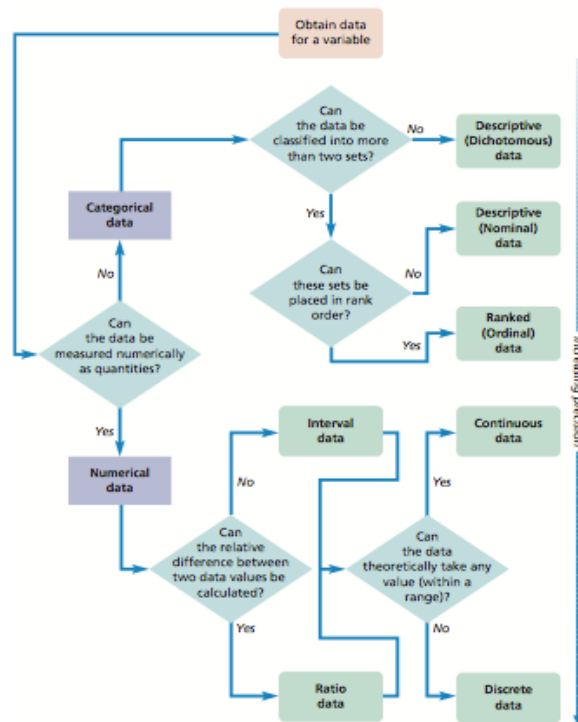 Obtain data
for a variable
Can
the data be
classified into more
than two sets?
No
Descriptive
(Dichotomous)
data
Yes
Categorical
data
Descriptive
(Nominal)
data
No
Can
these sets be
placed in rank
order?
No
Yes
Ranked
(Ordinal)
data
Can
the data be
measured numerically
as quantities?
Yes
Numerical
data
Interval
data
Continuous
data
No
Yes
Can
the relative
difference between
two data values be
calculated?
Can
the data
theoretically take any
value (within a
range)?
Yes
No
Ratio
data
Discrete
data